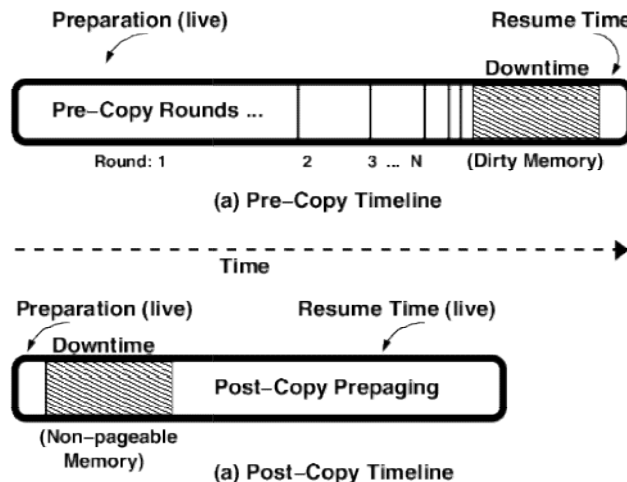 Preparation (live)
Resume Time
Downtime
Pre-Copy Rounds ...
Round: 1
2
3 ...
N
(Dirty Memory)
(a) Pre-Copy Timeline
Time
Preparation (live)
Resume Time (live)
Downtime
Post-Copy Prepaging
(Non-pageable
Memory)
(a) Post-Copy Timeline